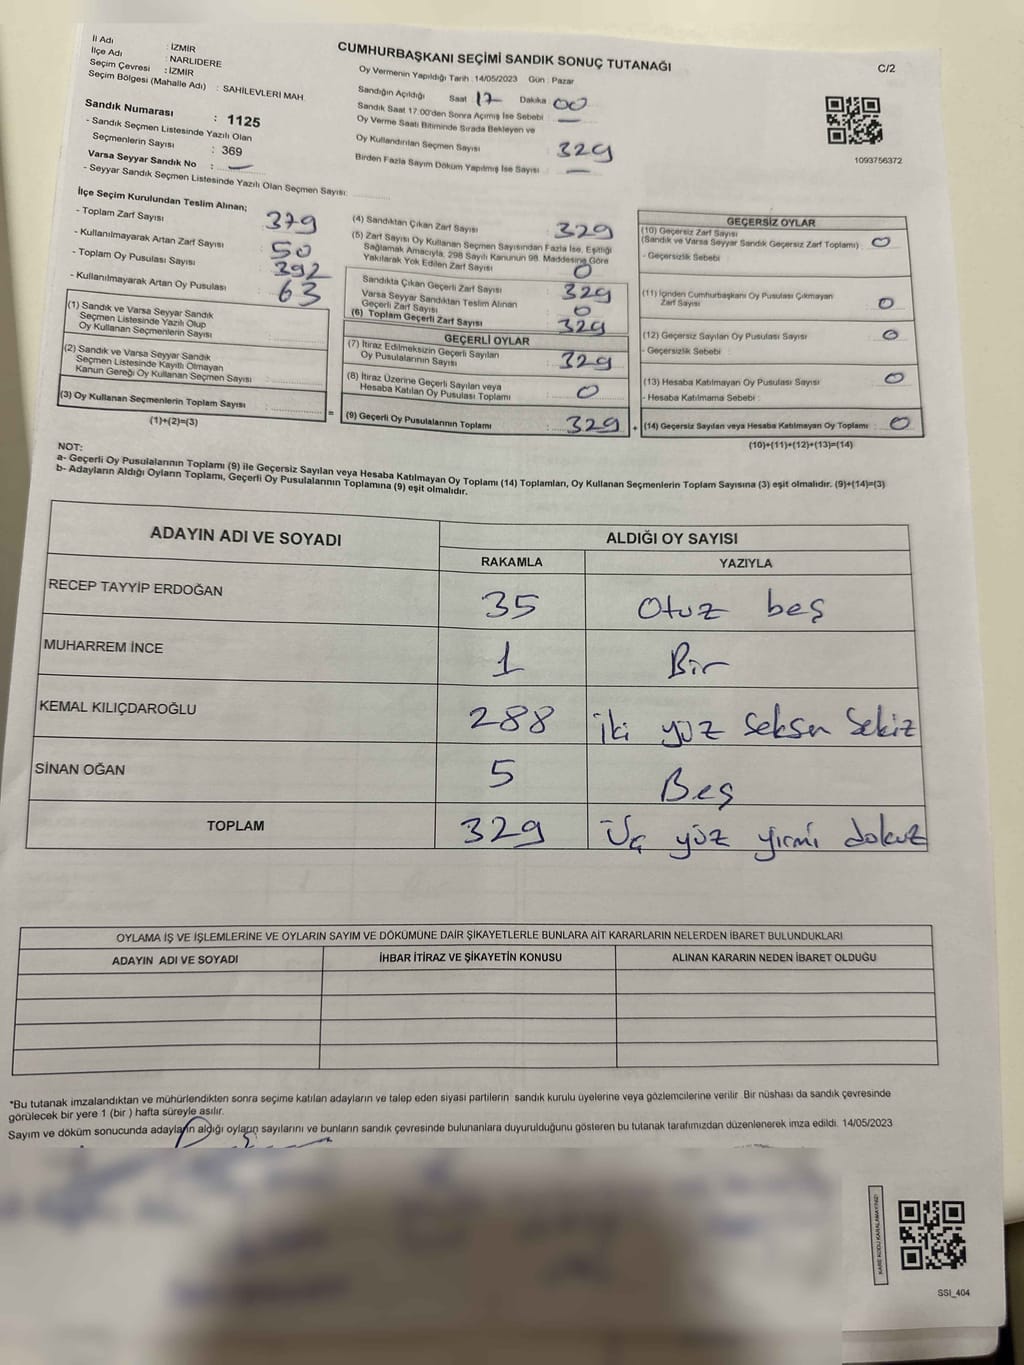 İl Adı : İZMİR
İlçe Adı : NARLIDERE
Seçim Çevresi : İZMİR
Seçim Bölgesi (Mahalle Adı) : SAHİLEVLERİ MAH
Sandık Numarası : 1125
- Sandık Seçmen Listesinde Yazılı Olan
Seçmenlerin Sayısı : 369
Varsa Seyyar Sandık No : —
- Seyyar Sandık Seçmen Listesinde Yazılı Olan Seçmen Sayısı:
CUMHURBAŞKANI SEÇİMİ SANDIK SONUÇ TUTANAĞI
Oy Vermenin Yapıldığı Tarih : 14/05/2023 Gün : Pazar
Sandığın Açıldığı Saat 17 Dakika 00
Sandık Saat 17.00'den Sonra Açılmış İse Sebebi : —
Oy Verme Saati Bitiminde Sırada Bekleyen ve
Oy Kullandırılan Seçmen Sayısı 329
Birden Fazla Sayım Döküm Yapılmış İse Sayısı —
C/2
1093756372
İlçe Seçim Kurulundan Teslim Alınan;
- Toplam Zarf Sayısı : 379
- Kullanılmayarak Artan Zarf Sayısı : 50
- Toplam Oy Pusulası Sayısı : 392
- Kullanılmayarak Artan Oy Pusulası : 63
(1) Sandık ve Varsa Seyyar Sandık
Seçmen Listesinde Yazılı Olup
Oy Kullanan Seçmenlerin Sayısı :
(2) Sandık ve Varsa Seyyar Sandık
Seçmen Listesinde Kayıtlı Olmayan
Kanun Gereği Oy Kullanan Seçmen Sayısı :
(3) Oy Kullanan Seçmenlerin Toplam Sayısı :
(1)+(2)=(3)
=
(4) Sandıktan Çıkan Zarf Sayısı : 329
(5) Zarf Sayısı Oy Kullanan Seçmen Sayısından Fazla İse, Eşitliği
Sağlamak Amacıyla, 298 Sayılı Kanunun 98. Maddesine Göre
Yakılarak Yok Edilen Zarf Sayısı : 0
Sandıkta Çıkan Geçerli Zarf Sayısı : 329
Varsa Seyyar Sandıktan Teslim Alınan
Geçerli Zarf Sayısı : 0
(6) Toplam Geçerli Zarf Sayısı : 329
GEÇERLİ OYLAR
(7) İtiraz Edilmeksizin Geçerli Sayılan
Oy Pusulalarının Sayısı : 329
(8) İtiraz Üzerine Geçerli Sayılan veya
Hesaba Katılan Oy Pusulası Toplamı : 0
(9) Geçerli Oy Pusulalarının Toplamı : 329
+
GEÇERSİZ OYLAR
(10) Geçersiz Zarf Sayısı
(Sandık ve Varsa Seyyar Sandık Geçersiz Zarf Toplamı) : 0
- Geçersizlik Sebebi :
(11) İçinden Cumhurbaşkanı Oy Pusulası Çıkmayan
Zarf Sayısı : 0
(12) Geçersiz Sayılan Oy Pusulası Sayısı : 0
- Geçersizlik Sebebi :
(13) Hesaba Katılmayan Oy Pusulası Sayısı : 0
- Hesaba Katılmama Sebebi :
(14) Geçersiz Sayılan veya Hesaba Katılmayan Oy Toplamı : 0
(10)+(11)+(12)+(13)=(14)
NOT:
a- Geçerli Oy Pusulalarının Toplamı (9) ile Geçersiz Sayılan veya Hesaba Katılmayan Oy Toplamı (14) Toplamları, Oy Kullanan Seçmenlerin Toplam Sayısına (3) eşit olmalıdır. (9)+(14)=(3)
b- Adayların Aldığı Oyların Toplamı, Geçerli Oy Pusulalarının Toplamına (9) eşit olmalıdır.
ADAYIN ADI VE SOYADI ALDIĞI OY SAYISI
RAKAMLA YAZIYLA
RECEP TAYYİP ERDOĞAN 35 Otuz beş
MUHARREM İNCE 1 Bir
KEMAL KILIÇDAROĞLU 288 İki yüz seksen sekiz
SİNAN OĞAN 5 Beş
TOPLAM 329 Üç yüz yirmi dokuz
OYLAMA İŞ VE İŞLEMLERİNE VE OYLARIN SAYIM VE DÖKÜMÜNE DAİR ŞİKAYETLERLE BUNLARA AİT KARARLARIN NELERDEN İBARET BULUNDUKLARI
ADAYIN ADI VE SOYADI İHBAR İTİRAZ VE ŞİKAYETİN KONUSU ALINAN KARARIN NEDEN İBARET OLDUĞU
*Bu tutanak imzalandıktan ve mühürlendikten sonra seçime katılan adayların ve talep eden siyasi partilerin sandık kurulu üyelerine veya gözlemcilerine verilir. Bir nüshası da sandık çevresinde
görülecek bir yere 1 (bir ) hafta süreyle asılır.
Sayım ve döküm sonucunda adayların aldığı oyların sayılarını ve bunların sandık çevresinde bulunanlara duyurulduğunu gösteren bu tutanak tarafımızdan düzenlenerek imza edildi. 14/05/2023
KARE KODU KARALAMAYINIZ!
SSI_404